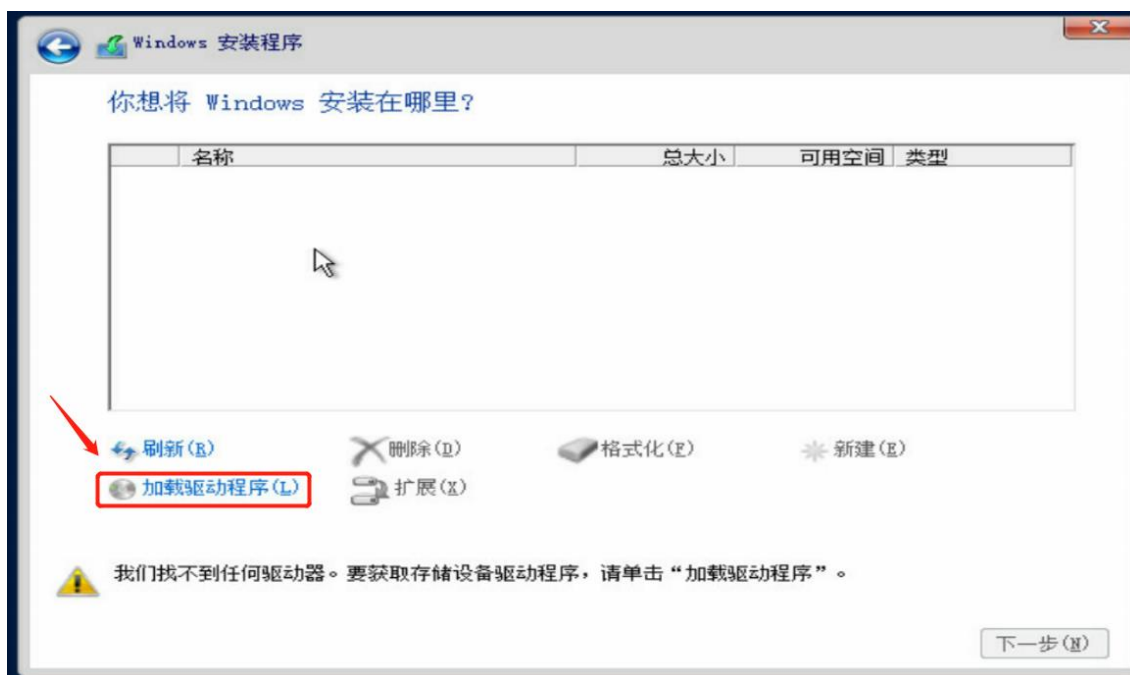 Windows 安装程序
你想将 Windows 安装在哪里?
名称 总大小 可用空间 类型
刷新(R) 删除(D) 格式化(F) 新建(E)
加载驱动程序(L) 扩展(X)
我们找不到任何驱动器。要获取存储设备驱动程序，请单击“加载驱动程序”。
下一步(N)